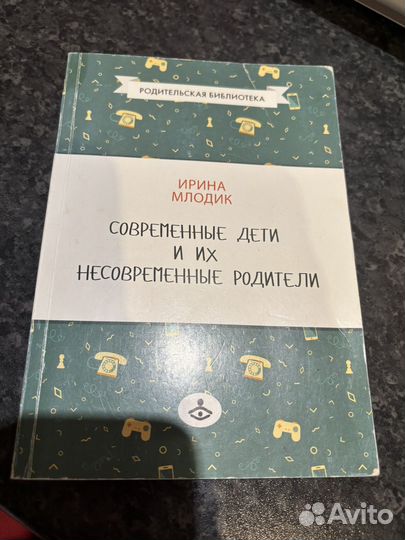 РОДИТЕЛЬСКАЯ БИБЛИОТЕКА
ИРИНА
МЛОДИК
СОВРЕМЕННЫЕ ДЕТИ
И ИХ
НЕСОВРЕМЕННЫЕ РОДИТЕЛИ
Avito